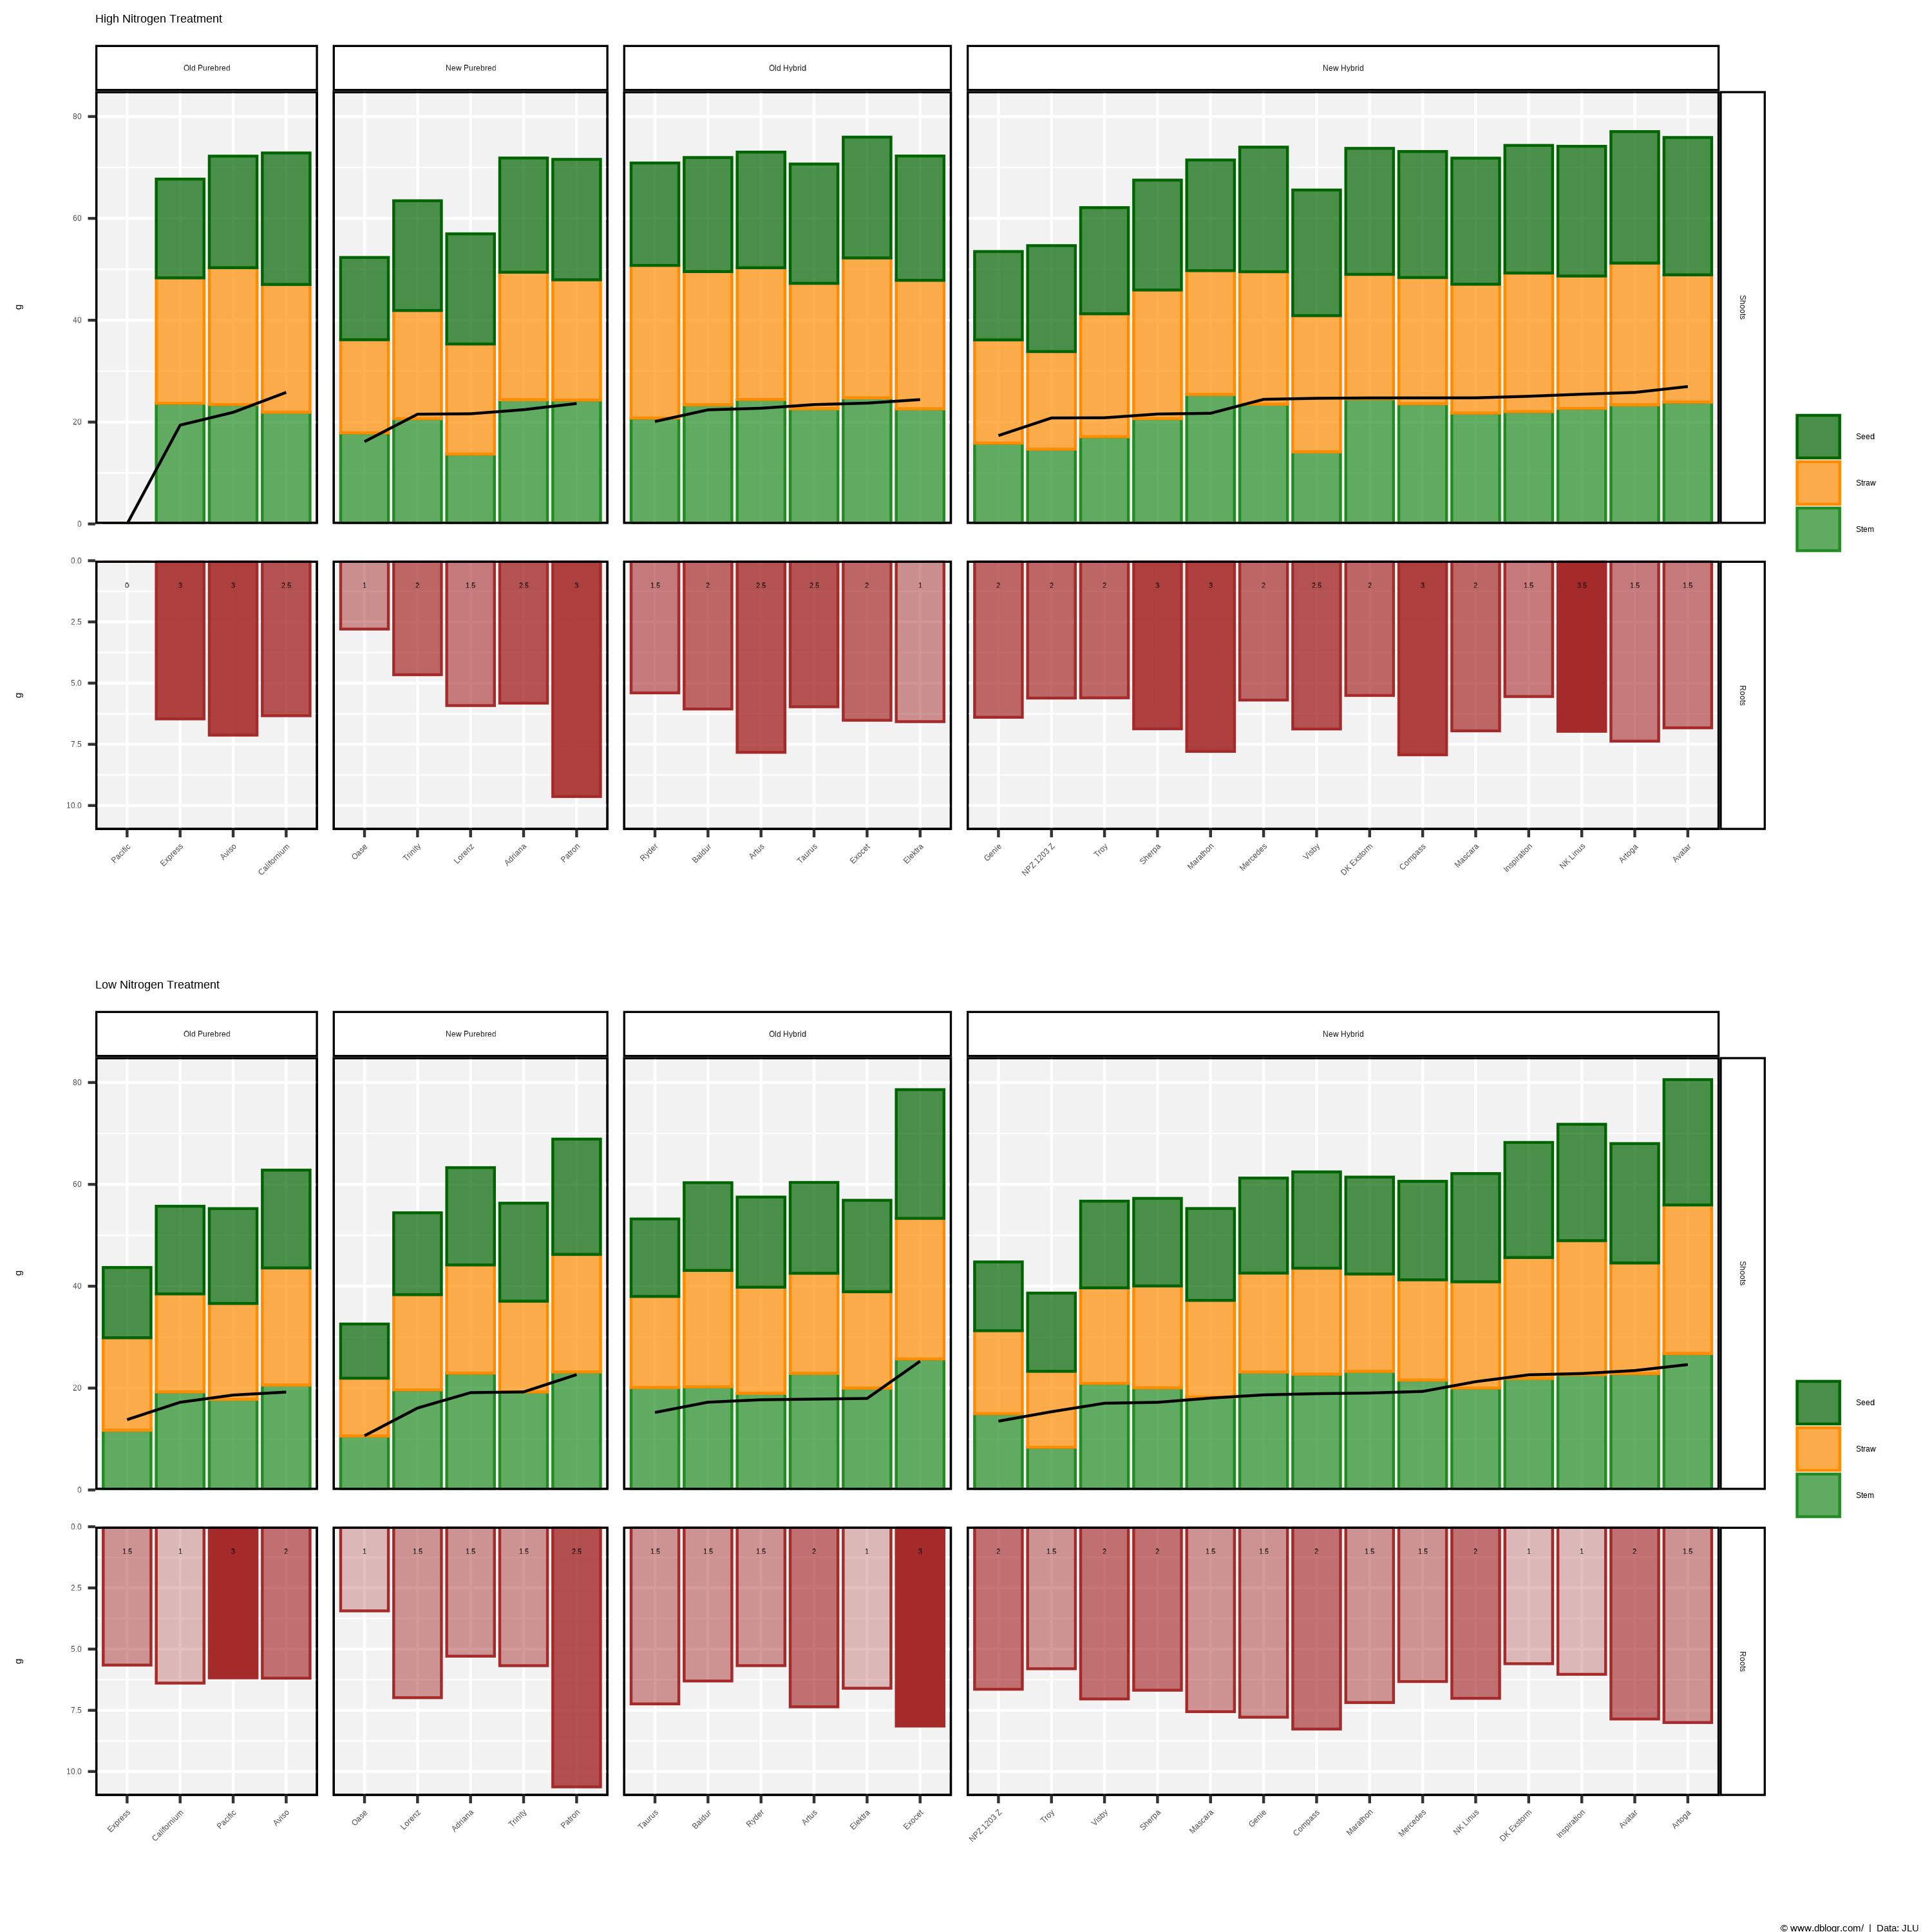 High Nitrogen Treatment
Old Purebred New Purebred Old Hybrid New Hybrid
80
60
40
20
0
g
Shoots
Seed
Straw
Stem
0.0
2.5
5.0
7.5
10.0
g
0 3 3 2.5 1 2 1.5 2.5 3 1.5 2 2.5 2.5 2 1 2 2 2 3 3 2 2.5 2 3 2 1.5 3.5 1.5 1.5
Roots
Pacific Express Aviso Californium Oase Trinity Lorenz Adriana Patron Ryder Baldur Artus Taurus Exocet Elektra Genie NPZ 1203 Z Troy Sherpa Marathon Mercedes Visby DK Exstorm Compass Mascara Inspiration NK Linus Artoga Avatar
Low Nitrogen Treatment
Old Purebred New Purebred Old Hybrid New Hybrid
80
60
40
20
0
g
Shoots
Seed
Straw
Stem
0.0
2.5
5.0
7.5
10.0
g
1.5 1 3 2 1 1.5 1.5 1.5 2.5 1.5 1.5 1.5 2 1 3 2 1.5 2 2 1.5 1.5 2 1.5 1.5 2 1 1 2 1.5
Roots
Express Californium Pacific Aviso Oase Lorenz Adriana Trinity Patron Taurus Baldur Ryder Artus Elektra Exocet NPZ 1203 Z Troy Visby Sherpa Mascara Genie Compass Marathon Mercedes NK Linus DK Exstorm Inspiration Avatar Artoga
© www.dblogr.com/ | Data: JLU